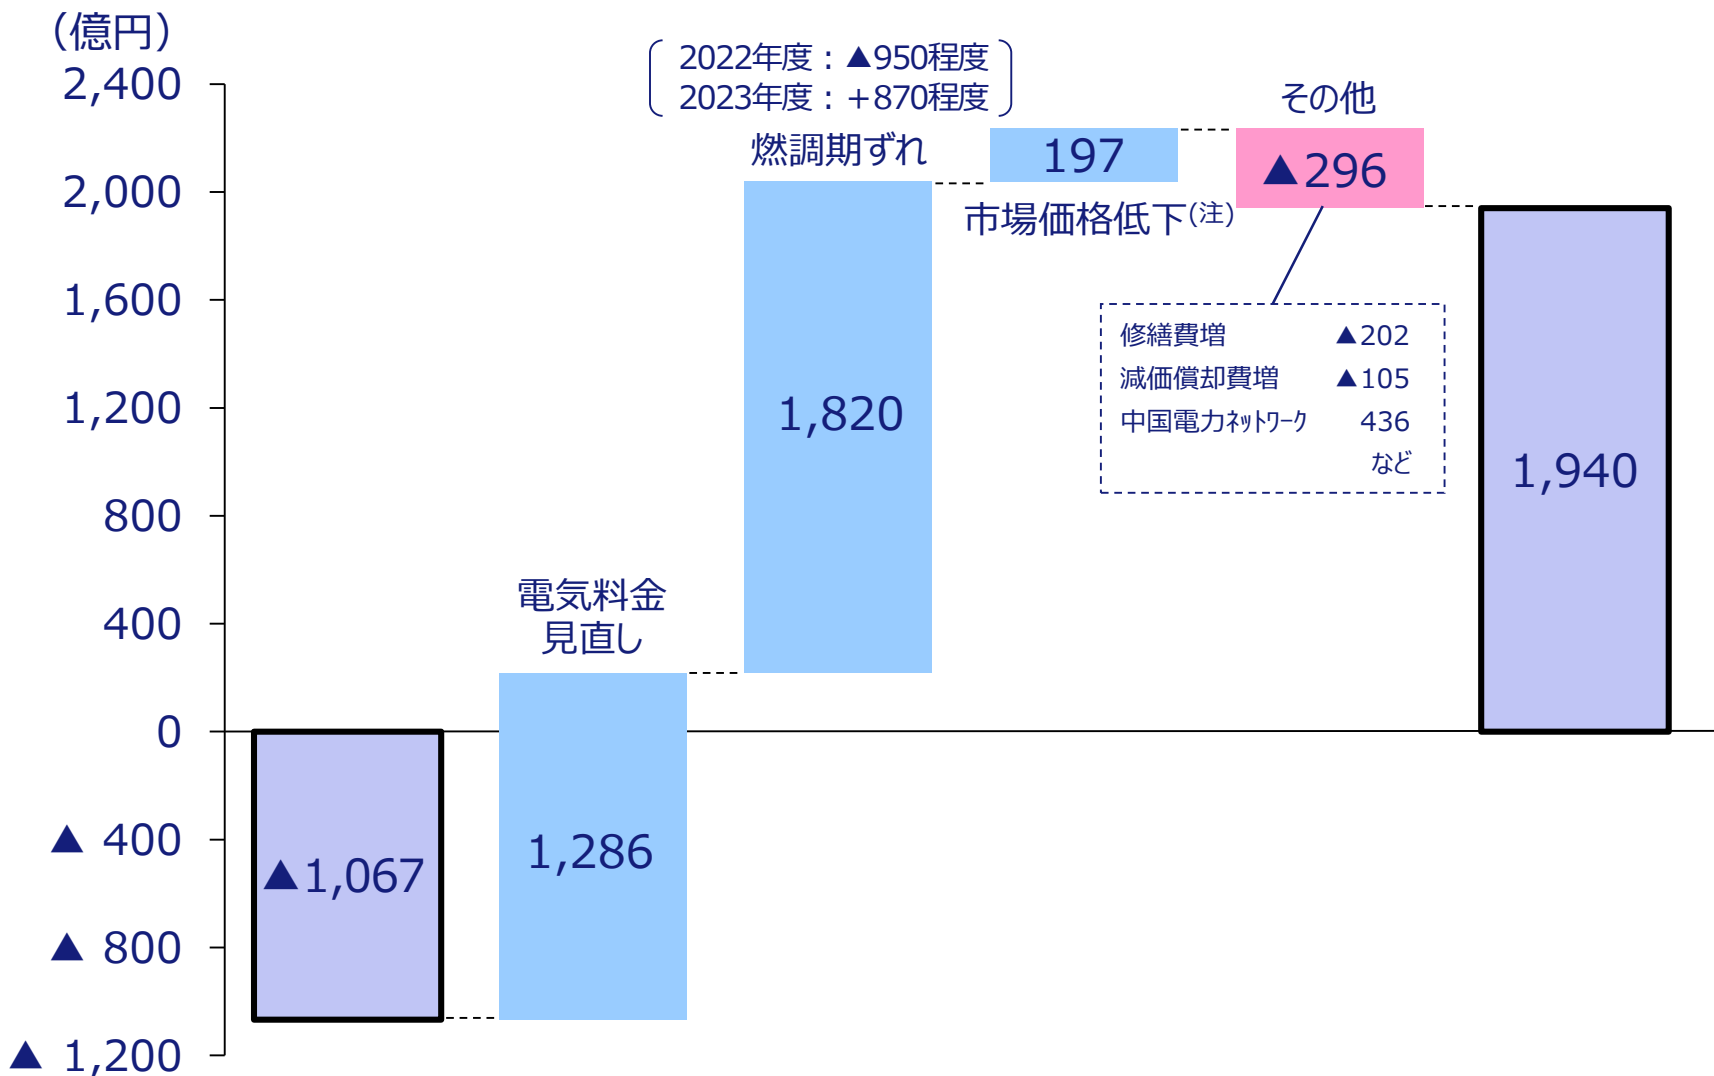 （億円）
2,400
2,000
1,600
1,200
800
400
0
▲ 400
▲ 800
▲ 1,200
▲1,067
電気料金
見直し
1,286
2022年度：▲950程度
2023年度：+870程度
燃調期ずれ
1,820
197
市場価格低下(注)
その他
▲296
修繕費増 ▲202
減価償却費増 ▲105
中国電力ネットワーク 436
など
1,940